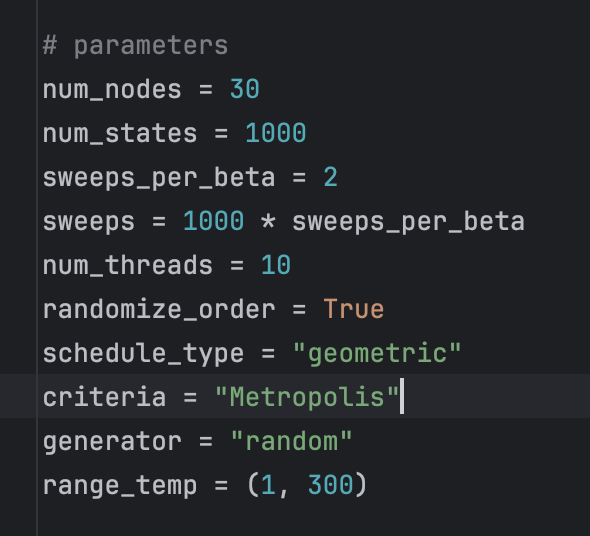 # parameters
num_nodes = 30
num_states = 1000
sweeps_per_beta = 2
sweeps = 1000 * sweeps_per_beta
num_threads = 10
randomize_order = True
schedule_type = "geometric"
criteria = "Metropolis"
generator = "random"
range_temp = (1, 300)